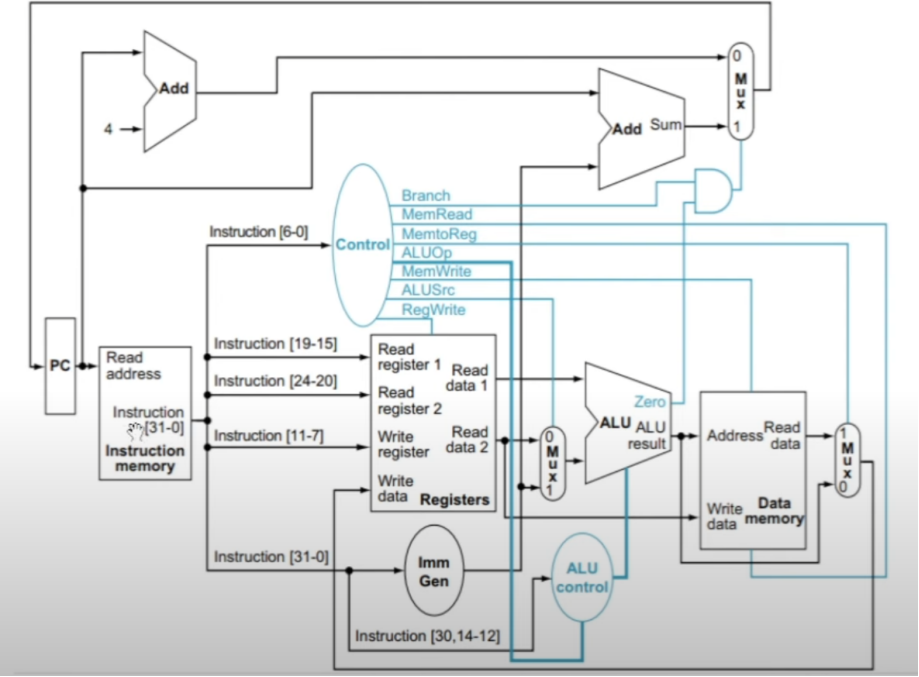 Add
4
0
Mux
1
Add Sum
Branch
MemRead
MemtoReg
ALUOp
MemWrite
ALUSrc
RegWrite
Control
Instruction [6-0]
Instruction [19-15]
Instruction [24-20]
Instruction [11-7]
Instruction [31-0]
Instruction [30,14-12]
PC
Read
address
Instruction
[31-0]
Instruction
memory
Read
register 1
Read
register 2
Write
register
Write
data
Read
data 1
Read
data 2
Registers
0
Mux
1
Zero
ALU
ALU
result
Address
Read
data
Write
data
Data
memory
1
Mux
0
Imm
Gen
ALU
control